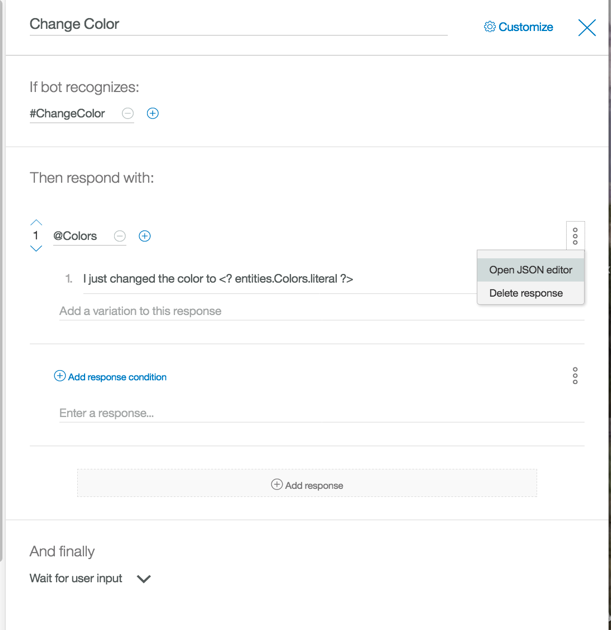 Change Color
Customize
If bot recognizes:
#ChangeColor
Then respond with:
1
@Colors
Open JSON editor
1. I just changed the color to <? entities.Colors.literal ?>
Delete response
Add a variation to this response
Add response condition
Enter a response...
Add response
And finally
Wait for user input